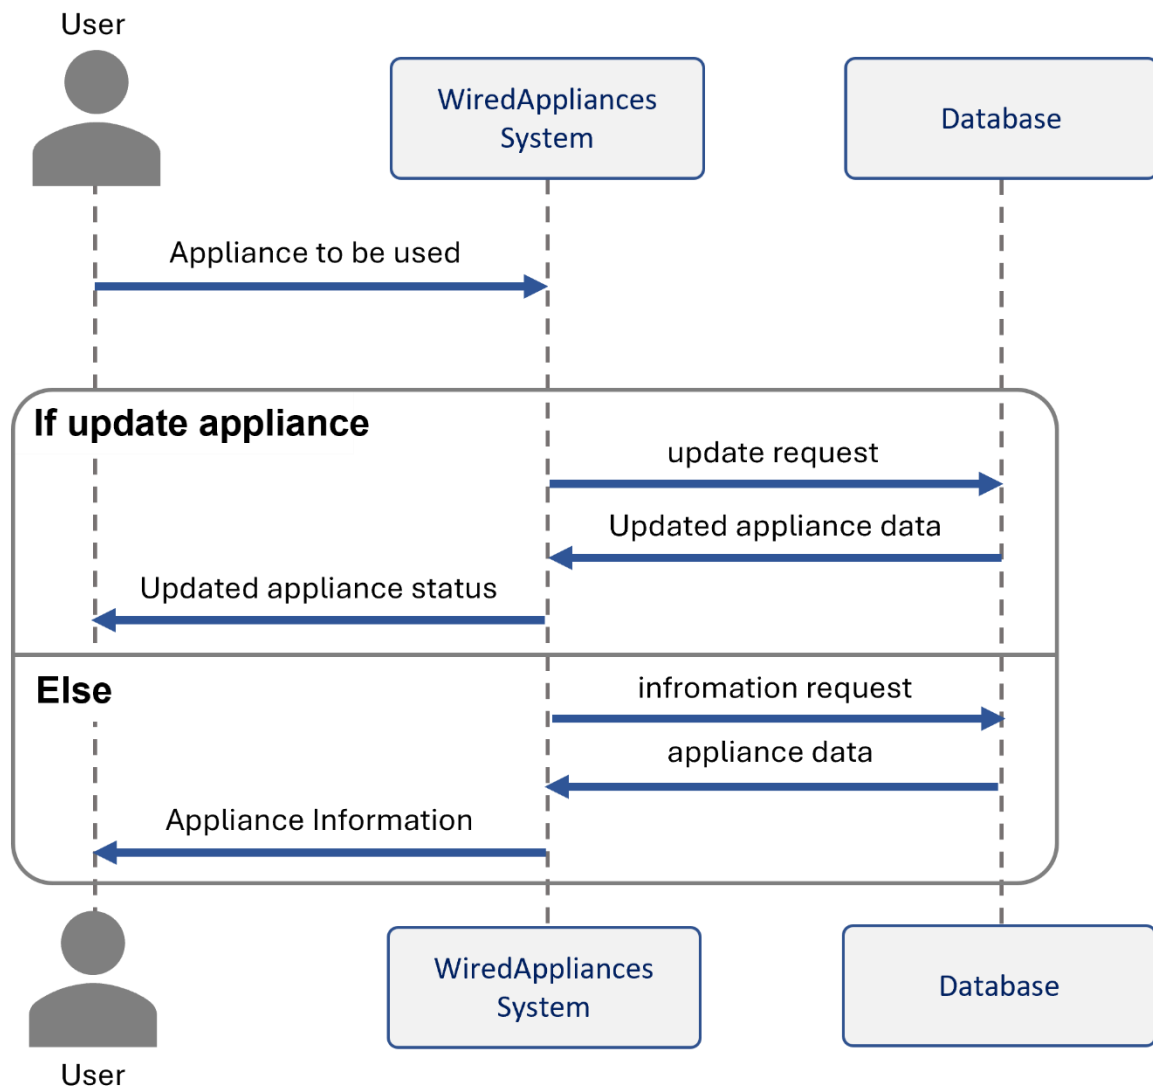 User
WiredAppliances
System
Database
Appliance to be used
If update appliance
update request
Updated appliance data
Updated appliance status
Else
infromation request
appliance data
Appliance Information
WiredAppliances
System
Database
User